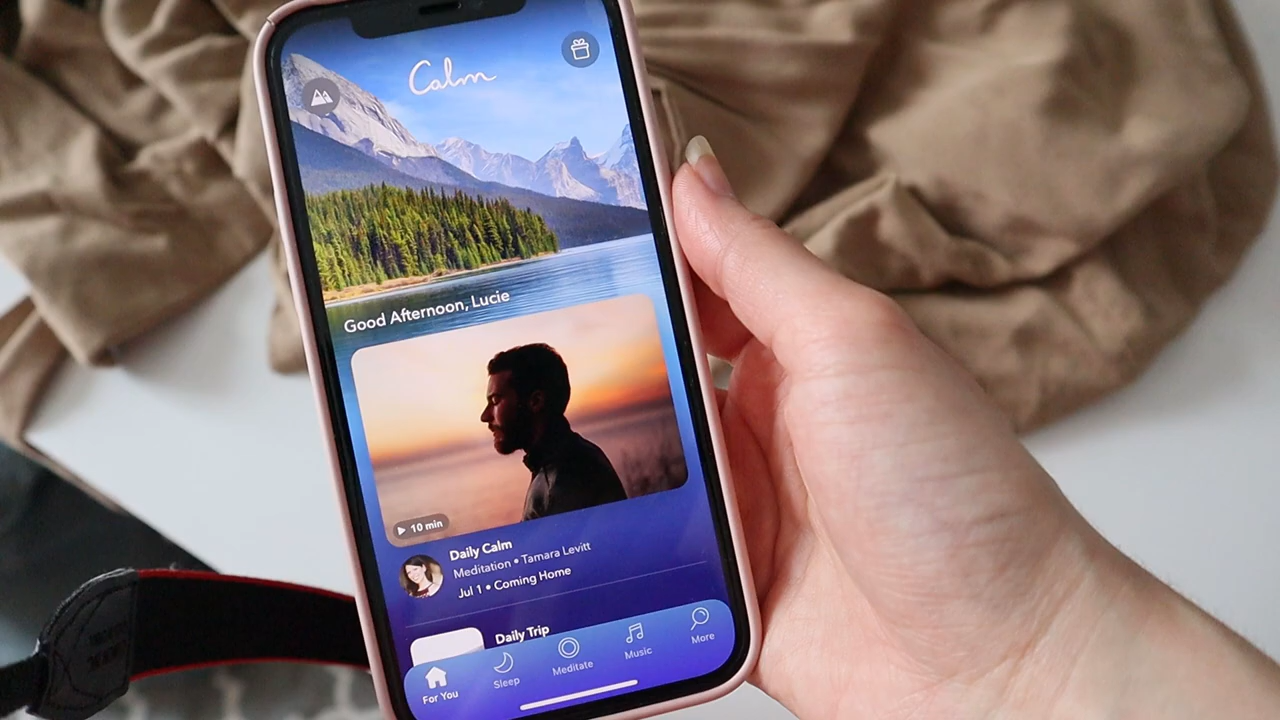 Calm
Good Afternoon, Lucie
10 min
Daily Calm
Meditation • Tamara Levitt
Jul 1 • Coming Home
Daily Trip
For You
Sleep
Meditate
Music
More